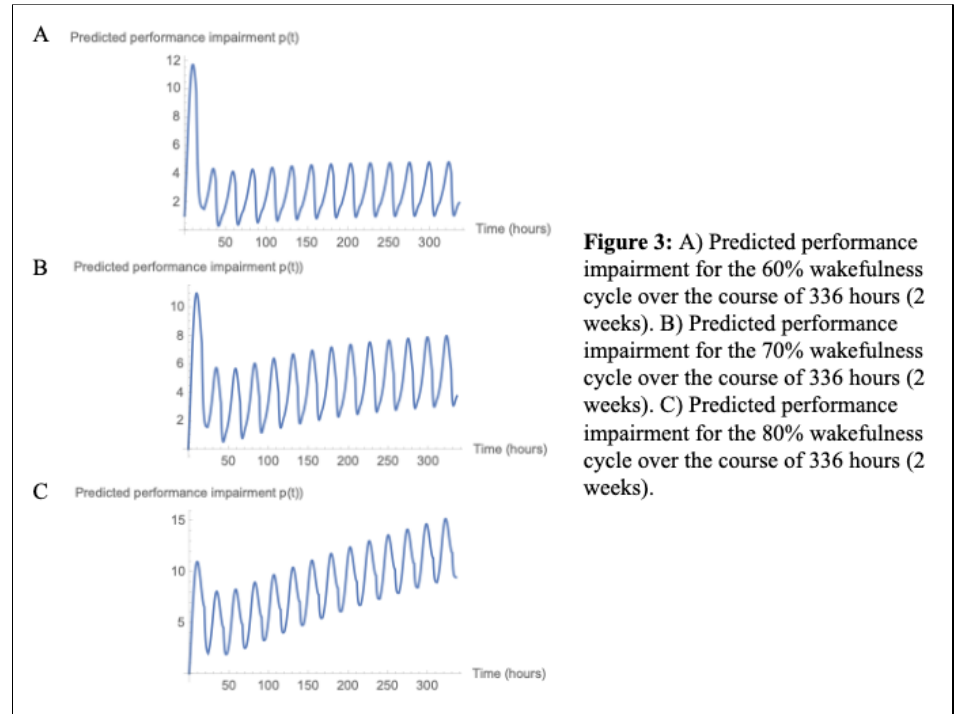 A Predicted performance impairment p(t)
12
10
8
6
4
2
50 100 150 200 250 300
Time (hours)
B Predicted performance impairment p(t))
10
8
6
4
2
50 100 150 200 250 300
Time (hours)
C Predicted performance impairment p(t))
15
10
5
50 100 150 200 250 300
Time (hours)
Figure 3: A) Predicted performance
impairment for the 60% wakefulness
cycle over the course of 336 hours (2
weeks). B) Predicted performance
impairment for the 70% wakefulness
cycle over the course of 336 hours (2
weeks). C) Predicted performance
impairment for the 80% wakefulness
cycle over the course of 336 hours (2
weeks).